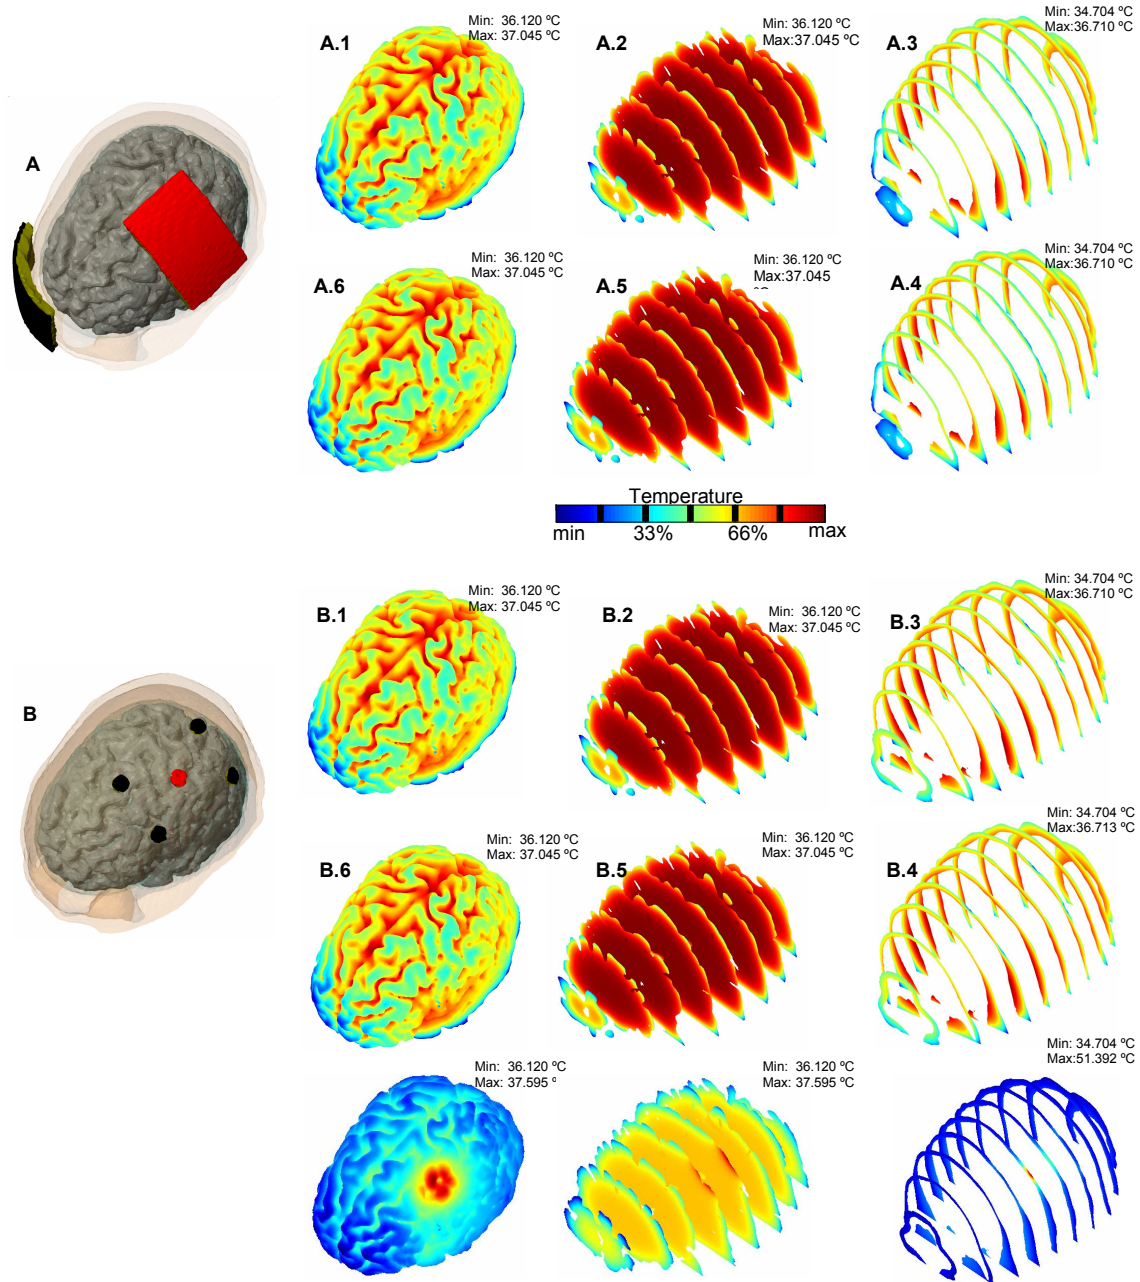 A
A.1
Min: 36.120 ºC
Max: 37.045 ºC
A.2
Min: 36.120 ºC
Max:37.045 ºC
A.3
Min: 34.704 ºC
Max:36.710 ºC
A.6
Min: 36.120 ºC
Max: 37.045 ºC
A.5
Min: 36.120 ºC
Max:37.045
A.4
Min: 34.704 ºC
Max:36.710 ºC
Temperature
min 33% 66% max
B
B.1
Min: 36.120 ºC
Max: 37.045 ºC
B.2
Min: 36.120 ºC
Max: 37.045 ºC
B.3
Min: 34.704 ºC
Max:36.710 ºC
B.6
Min: 36.120 ºC
Max: 37.045 ºC
B.5
Min: 36.120 ºC
Max: 37.045 ºC
B.4
Min: 34.704 ºC
Max:36.713 ºC
Min: 36.120 ºC
Max: 37.595 º
Min: 36.120 ºC
Max: 37.595 ºC
Min: 34.704 ºC
Max:51.392 ºC